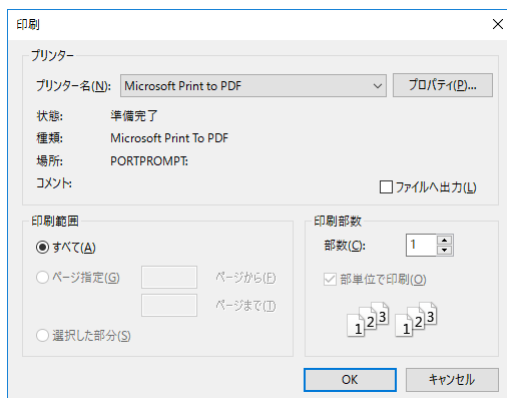 印刷
プリンター
プリンター名(N): Microsoft Print to PDF プロパティ(P)...
状態: 準備完了
種類: Microsoft Print To PDF
場所: PORTPROMPT:
コメント:
ファイルへ出力(L)
印刷範囲
すべて(A)
ページ指定(G) ページから(F)
ページまで(T)
選択した部分(S)
印刷部数
部数(C): 1
部単位で印刷(O)
1 2 3 1 2 3
OK キャンセル